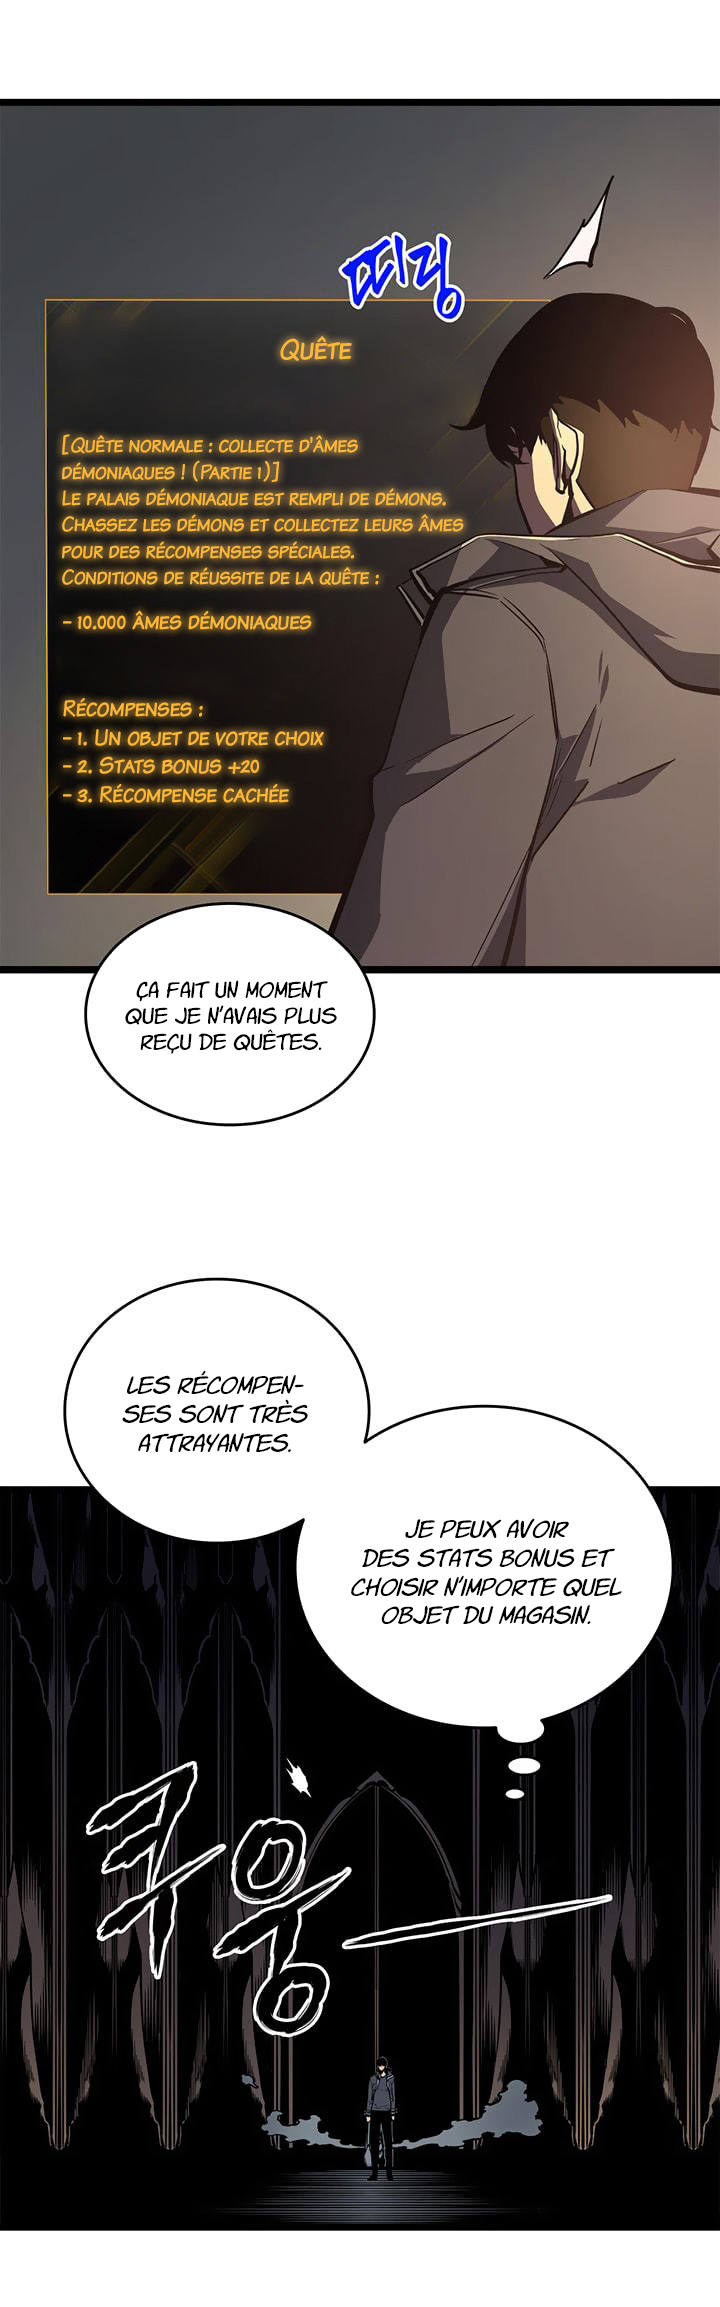 띠링
Quête
[Quête normale : collecte d'âmes
démoniaques ! (Partie 1)]
Le palais démoniaque est rempli de démons.
Chassez les démons et collectez leurs âmes
pour des récompenses spéciales.
Conditions de réussite de la quête :
- 10.000 âmes démoniaques
Récompenses :
- 1. Un objet de votre choix
- 2. Stats bonus +20
- 3. Récompense cachée
ÇA FAIT UN MOMENT
QUE JE N'AVAIS PLUS
REÇU DE QUÊTES.
LES RÉCOMPEN-
SES SONT TRÈS
ATTRAYANTES.
JE PEUX AVOIR
DES STATS BONUS ET
CHOISIR N'IMPORTE QUEL
OBJET DU MAGASIN.
쿠웅—